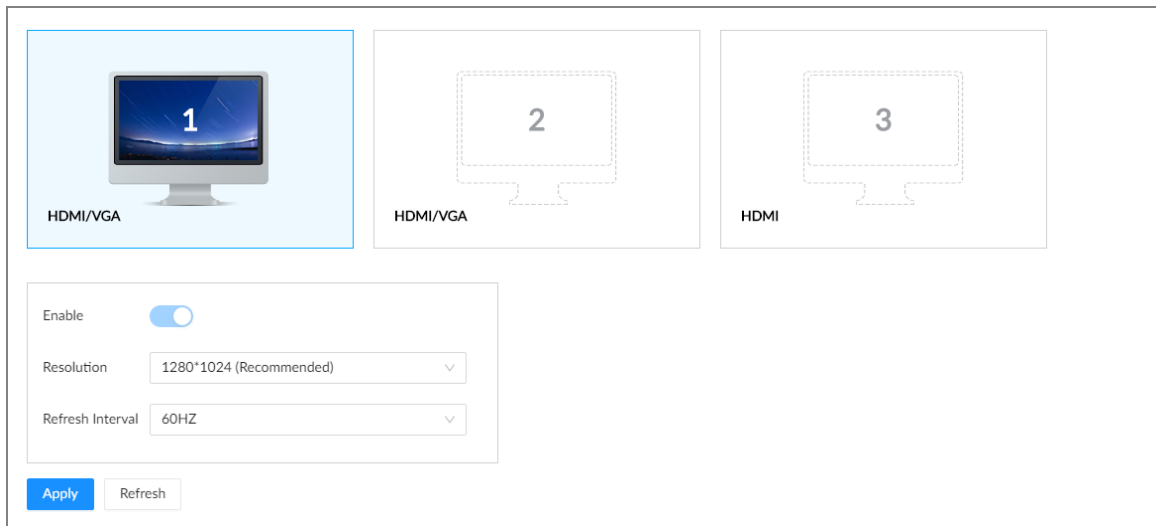 1
2
3
HDMI/VGA
HDMI/VGA
HDMI
Enable
Resolution
1280*1024 (Recommended)
Refresh Interval
60HZ
Apply
Refresh